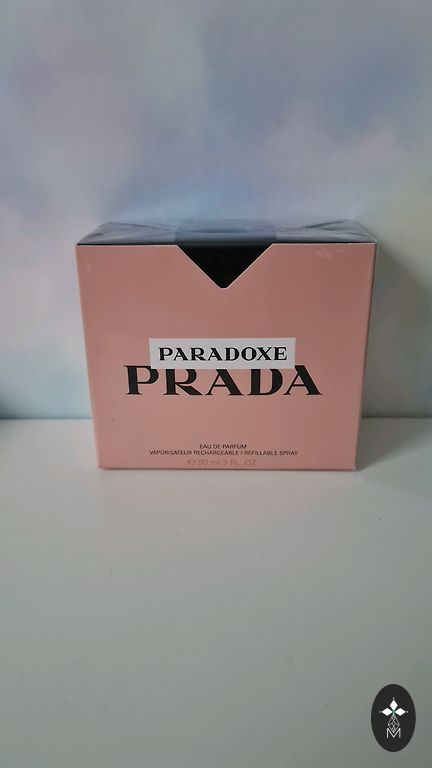 PARADOXE
PRADA
EAU DE PARFUM
VAPORISATEUR RECHARGEABLE / REFILLABLE SPRAY
℮ 90 ml 3 FL. OZ.
M